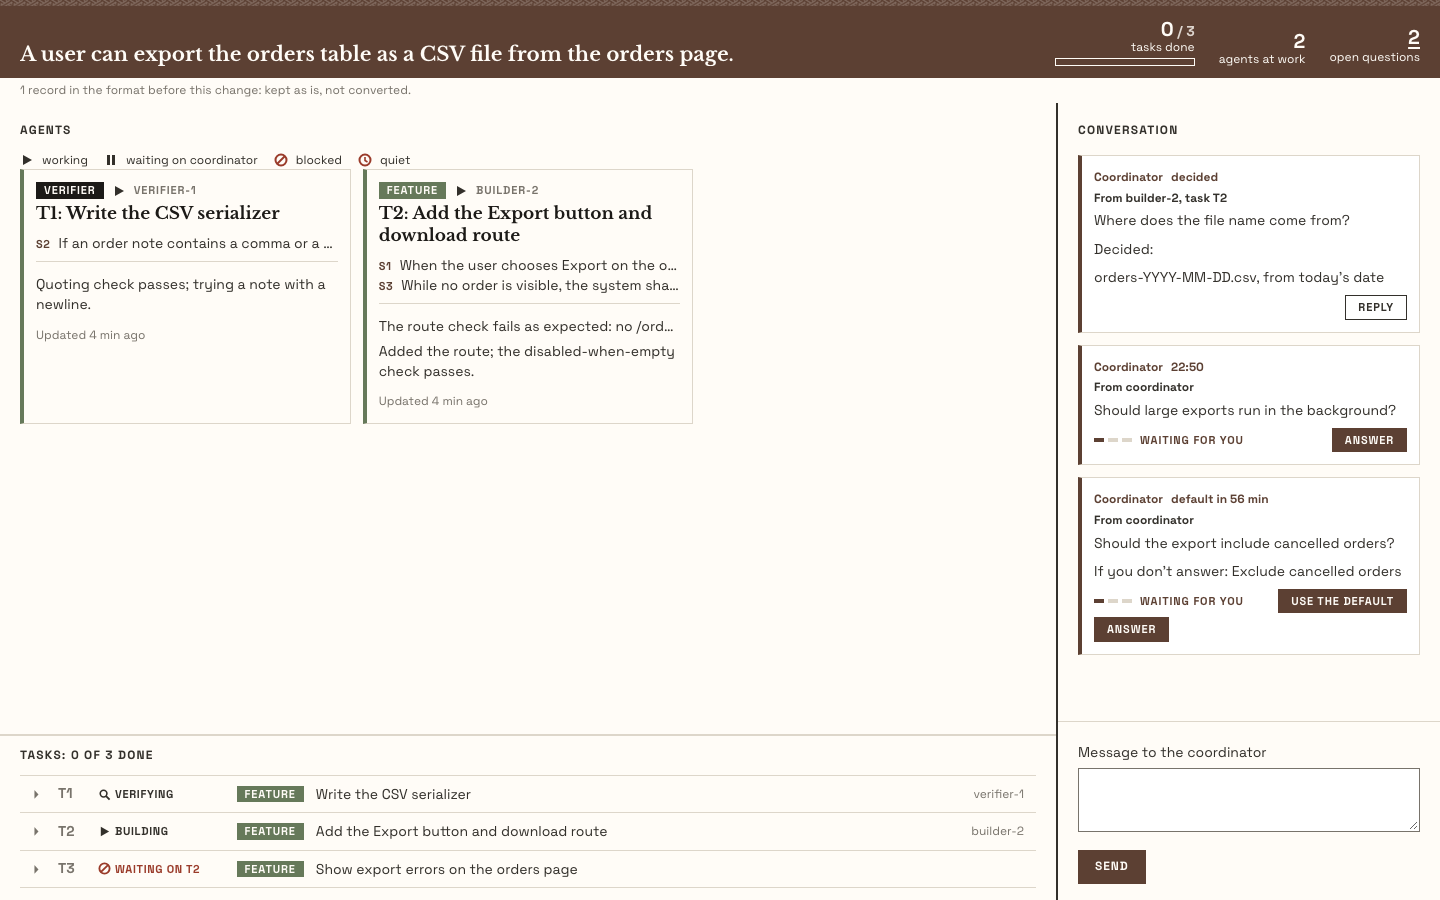 A user can export the orders table as a CSV file from the orders page.
0 / 3
tasks done
2
agents at work
2
open questions
1 record in the format before this change: kept as is, not converted.
AGENTS
working
waiting on coordinator
blocked
quiet
VERIFIER
VERIFIER-1
T1: Write the CSV serializer
S2 If an order note contains a comma or a …
Quoting check passes; trying a note with a
newline.
Updated 4 min ago
FEATURE
BUILDER-2
T2: Add the Export button and
download route
S1 When the user chooses Export on the o…
S3 While no order is visible, the system sha…
The route check fails as expected: no /ord…
Added the route; the disabled-when-empty
check passes.
Updated 4 min ago
TASKS: 0 OF 3 DONE
T1 VERIFYING FEATURE Write the CSV serializer verifier-1
T2 BUILDING FEATURE Add the Export button and download route builder-2
T3 WAITING ON T2 FEATURE Show export errors on the orders page
CONVERSATION
Coordinator decided
From builder-2, task T2
Where does the file name come from?
Decided:
orders-YYYY-MM-DD.csv, from today's date
REPLY
Coordinator 22:50
From coordinator
Should large exports run in the background?
WAITING FOR YOU
ANSWER
Coordinator default in 56 min
From coordinator
Should the export include cancelled orders?
If you don't answer: Exclude cancelled orders
WAITING FOR YOU
USE THE DEFAULT
ANSWER
Message to the coordinator
SEND